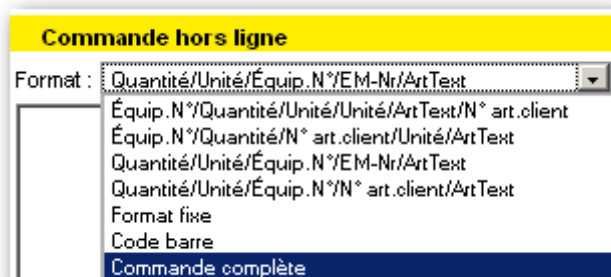 Commande hors ligne
Format : Quantité/Unité/Équip.N°/EM-Nr/ArtText
Équip.N°/Quantité/Unité/Unité/ArtText/N° art.client
Équip.N°/Quantité/N° art.client/Unité/ArtText
Quantité/Unité/Équip.N°/EM-Nr/ArtText
Quantité/Unité/Équip.N°/N° art.client/ArtText
Format fixe
Code barre
Commande complète